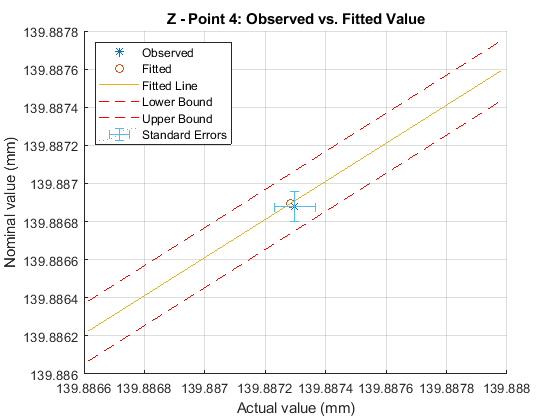 Z - Point 4: Observed vs. Fitted Value
139.8878
139.8876
139.8874
139.8872
139.887
139.8868
139.8866
139.8864
139.8862
139.886
Nominal value (mm)
Observed
Fitted
Fitted Line
Lower Bound
Upper Bound
Standard Errors
139.8866 139.8868 139.887 139.8872 139.8874 139.8876 139.8878 139.888
Actual value (mm)